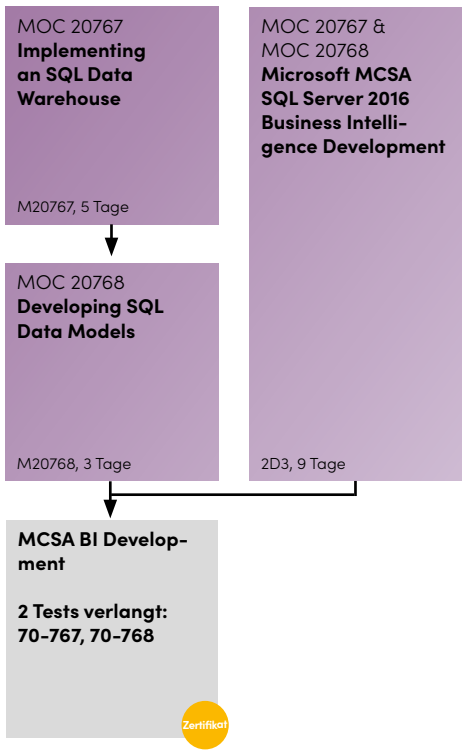 MOC 20767
Implementing
an SQL Data
Warehouse
M20767, 5 Tage
MOC 20767 &
MOC 20768
Microsoft MCSA
SQL Server 2016
Business Intelli-
gence Development
2D3, 9 Tage
MOC 20768
Developing SQL
Data Models
M20768, 3 Tage
MCSA BI Develop-
ment
2 Tests verlangt:
70-767, 70-768
Zertifikat